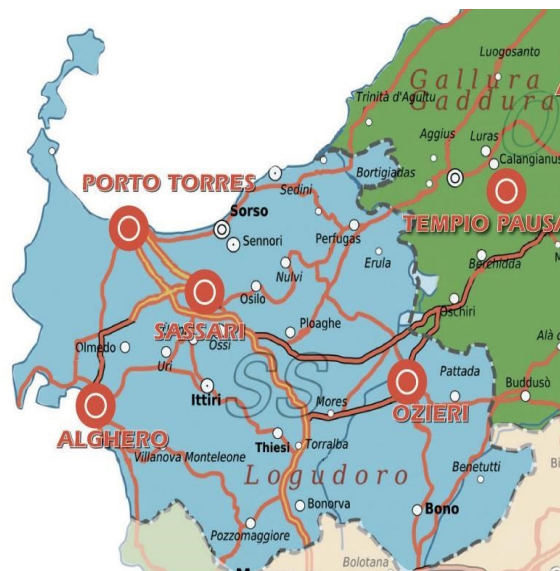 Luogosanto
Gallura
Gaddura
Trinità d'Agultu
Aggius
Luras
Calangianus
Bortigiadas
PORTO TORRES
Sedini
Sorso
Sennori
Perfugas
TEMPIO PAUSA
Erula
Nulvi
Berchidda
Osilo
Oschiri
SASSARI
Ossi
Ploaghe
Olmedo
Uri
SS
Pattada
Ittiri
Mores
OZIERI
Buddusò
ALGHERO
Thiesi
Torralba
Villanova Monteleone
Logudoro
Benetutti
Bonorva
Bono
Pozzomaggiore
Bolotana